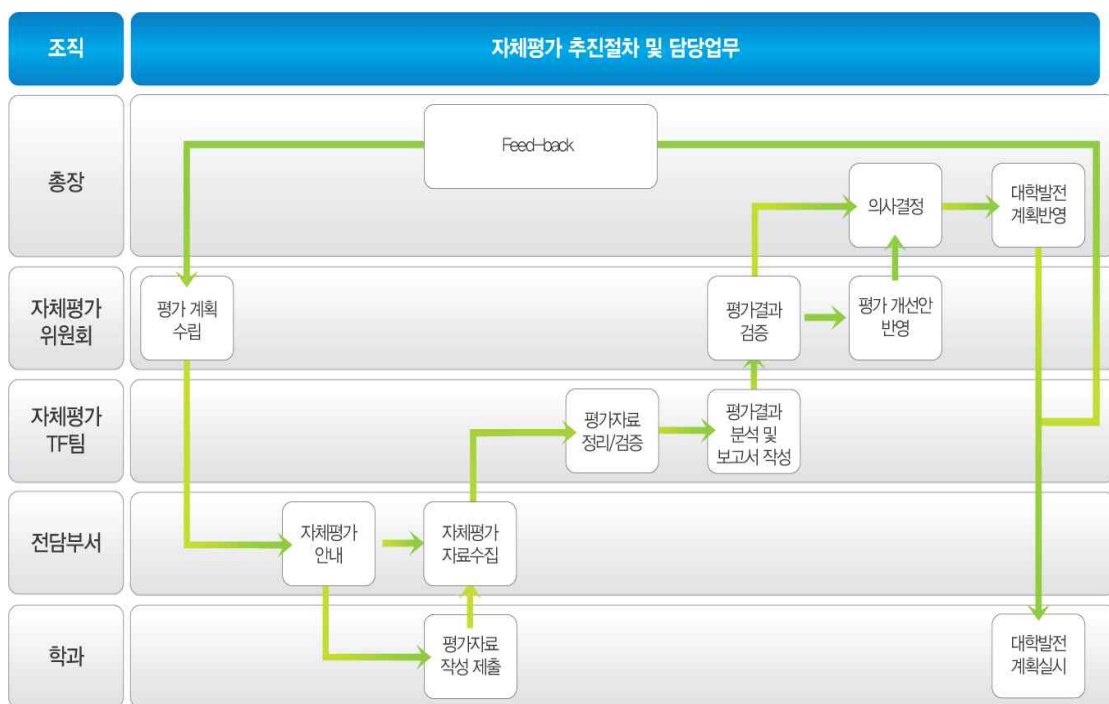 조직
자체평가 추진절차 및 담당업무
총장
Feed-back
의사결정
대학발전
계획반영
자체평가
위원회
평가 계획
수립
평가결과
검증
평가 개선안
반영
자체평가
TF팀
평가자료
정리/검증
평가결과
분석 및
보고서 작성
전담부서
자체평가
안내
자체평가
자료수집
학과
평가자료
작성 제출
대학발전
계획실시